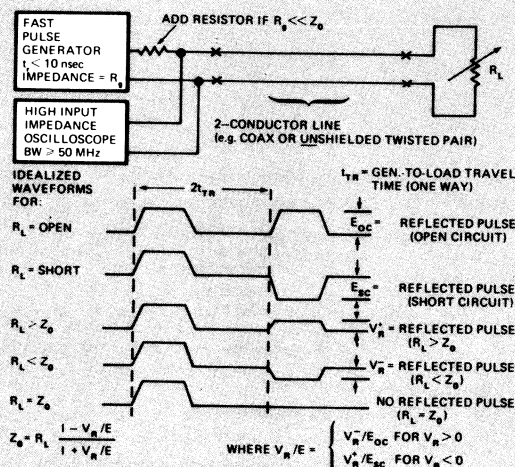 FAST
PULSE
GENERATOR
t, < 10 nsec
IMPEDANCE = Rg
ADD RESISTOR IF Rg << Z0
RL
HIGH INPUT
IMPEDANCE
OSCILLOSCOPE
BW ≥ 50 MHz
2-CONDUCTOR LINE
(e.g. COAX OR UNSHIELDED TWISTED PAIR)
IDEALIZED
WAVEFORMS
FOR:
2tTR
tTR = GEN.-TO-LOAD TRAVEL
TIME (ONE WAY)
RL = OPEN
EOC = REFLECTED PULSE
(OPEN CIRCUIT)
RL = SHORT
ESC = REFLECTED PULSE
(SHORT CIRCUIT)
RL > Z0
VR+ = REFLECTED PULSE
(RL > Z0)
RL < Z0
VR- = REFLECTED PULSE
(RL < Z0)
RL = Z0
NO REFLECTED PULSE
(RL = Z0)
Z0 = RL (1 - VR/E) / (1 + VR/E)
WHERE VR/E =
VR-/EOC FOR VR > 0
VR+/ESC FOR VR < 0